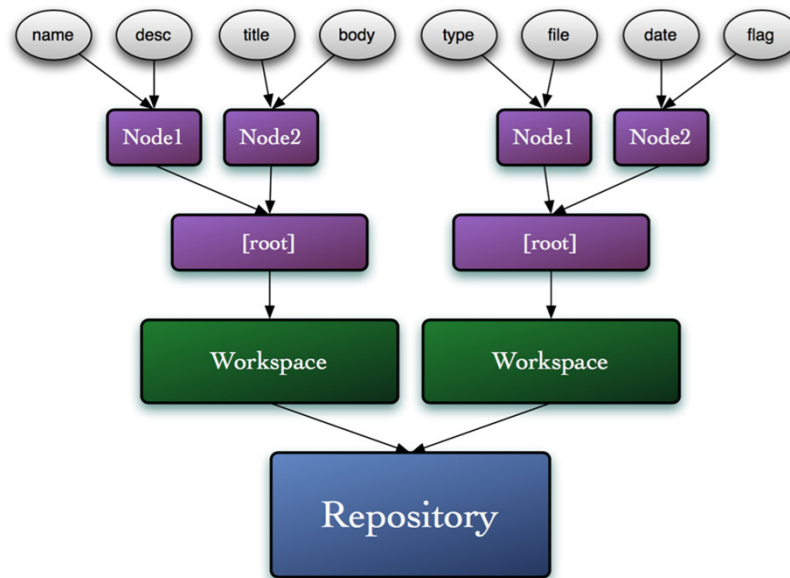 name desc title body type file date flag
Node1 Node2 Node1 Node2
[root] [root]
Workspace Workspace
Repository